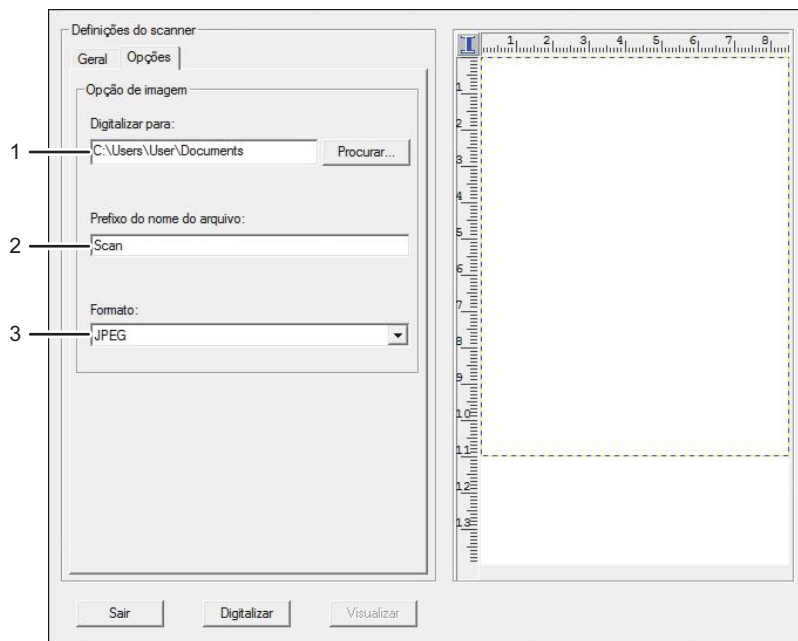 Definições do scanner
Geral Opções
Opção de imagem
Digitalizar para:
1 C:\Users\User\Documents Procurar...
Prefixo do nome do arquivo:
2 Scan
Formato:
3 JPEG
Sair Digitalizar Visualizar
1 2 3 4 5 6 7 8
1
2
3
4
5
6
7
8
9
10
11
12
13